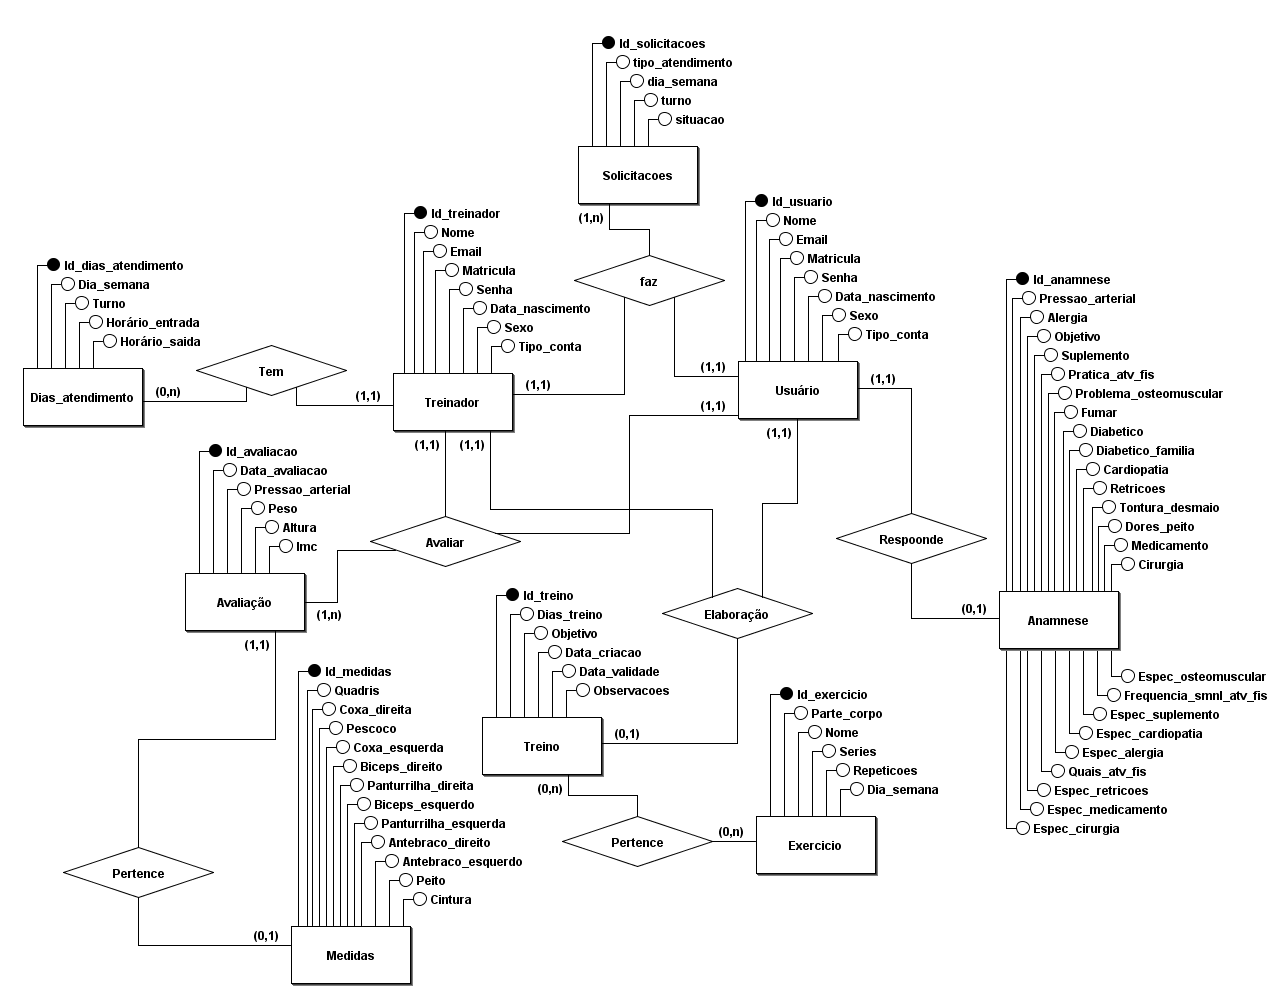 Id_solicitacoes
tipo_atendimento
dia_semana
turno
situacao
Solicitacoes
(1,n)
faz
Id_treinador
Nome
Email
Matricula
Senha
Data_nascimento
Sexo
Tipo_conta
Treinador
(1,1)
(1,1)
(1,1)
(1,1)
Id_usuario
Nome
Email
Matricula
Senha
Data_nascimento
Sexo
Tipo_conta
Usuário
(1,1)
(1,1)
(1,1)
(1,1)
Id_dias_atendimento
Dia_semana
Turno
Horário_entrada
Horário_saida
Dias_atendimento
(0,n)
Tem
Id_anamnese
Pressao_arterial
Alergia
Objetivo
Suplemento
Pratica_atv_fis
Problema_osteomuscular
Fumar
Diabetico
Diabetico_familia
Cardiopatia
Retricoes
Tontura_desmaio
Dores_peito
Medicamento
Cirurgia
Anamnese
(0,1)
Espec_osteomuscular
Frequencia_smnl_atv_fis
Espec_suplemento
Espec_cardiopatia
Espec_alergia
Quais_atv_fis
Espec_retricoes
Espec_medicamento
Espec_cirurgia
Respoonde
Id_avaliacao
Data_avaliacao
Pressao_arterial
Peso
Altura
Imc
Avaliação
(1,n)
(1,1)
Avaliar
Elaboração
Id_treino
Dias_treino
Objetivo
Data_criacao
Data_validade
Observacoes
Treino
(0,1)
(0,n)
Pertence
(0,n)
Id_exercicio
Parte_corpo
Nome
Series
Repeticoes
Dia_semana
Exercicio
Id_medidas
Quadris
Coxa_direita
Pescoco
Coxa_esquerda
Biceps_direito
Panturrilha_direita
Biceps_esquerdo
Panturrilha_esquerda
Antebraco_direito
Antebraco_esquerdo
Peito
Cintura
Pertence
(0,1)
Medidas